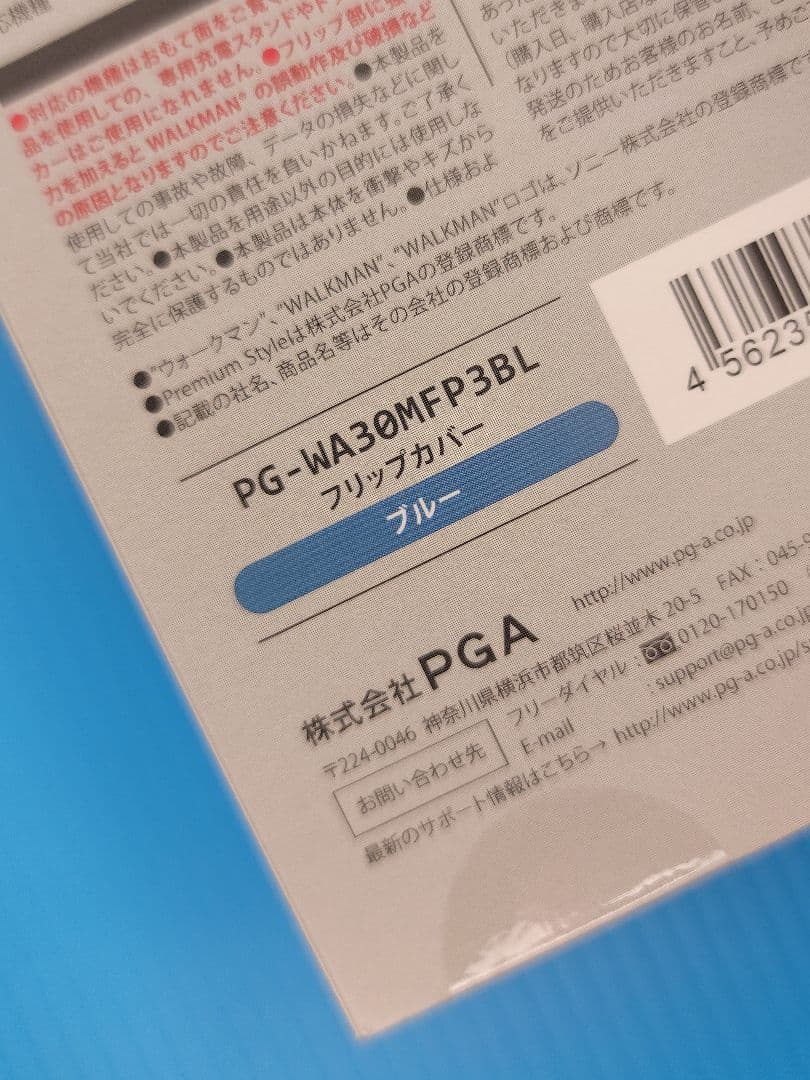 応機種
●対応の機種はおもて面をご覧
品を使用しての、専用充電スタンドやド
カーはご使用になれません。●フリップ部に強
力を加えると WALKMAN® の誤動作及び破損など
の原因となりますのでご注意ください。●本製品を
使用しての事故や故障、データの損失などに関し
て当社では一切の責任を負いかねます。ご了承く
ださい。●本製品を用途以外の目的には使用しな
いでください。●本製品は本体を衝撃やキズから
完全に保護するものではありません。●仕様およ
あった
いただきま
(購入日、購入店
なりますので大切に保管
発送のためお客様のお名前、ご
をご提供いただきますこと、予めご
●"ウォークマン"、"WALKMAN"、"WALKMAN"ロゴは、ソニー株式会社の登録商標です
●Premium Styleは株式会社PGAの登録商標です。
●記載の社名、商品名等はその会社の登録商標および商標です。
4 56235
PG-WA30MFP3BL
フリップカバー
ブルー
株式会社PGA http://www.pg-a.co.jp
〒224-0046 神奈川県横浜市都筑区桜並木 20-5 FAX：045-9
お問い合わせ先
フリーダイヤル：0120-170150
E-mail :support@pg-a.co.jp
最新のサポート情報はこちら→ http://www.pg-a.co.jp/s